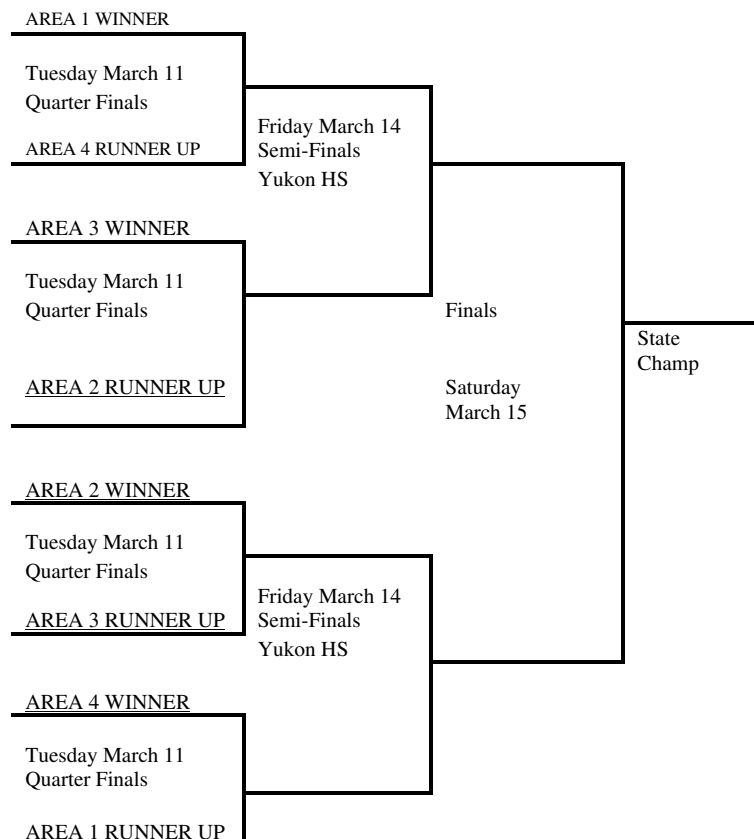 AREA 1 WINNER
Tuesday March 11
Quarter Finals
AREA 4 RUNNER UP
Friday March 14
Semi-Finals
Yukon HS
AREA 3 WINNER
Tuesday March 11
Quarter Finals
AREA 2 RUNNER UP
Finals
Saturday
March 15
State
Champ
AREA 2 WINNER
Tuesday March 11
Quarter Finals
AREA 3 RUNNER UP
Friday March 14
Semi-Finals
Yukon HS
AREA 4 WINNER
Tuesday March 11
Quarter Finals
AREA 1 RUNNER UP